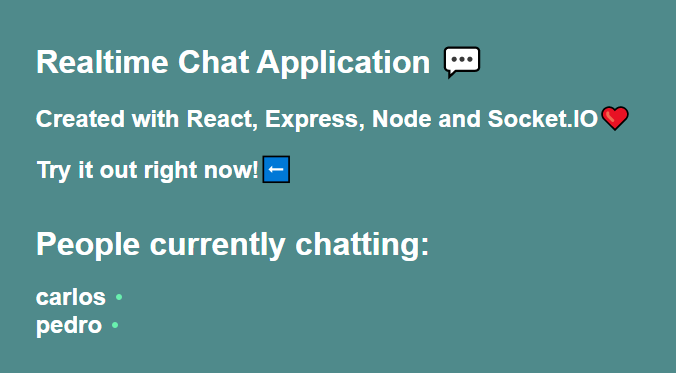 Realtime Chat Application 💬
Created with React, Express, Node and Socket.IO❤️
Try it out right now!⬅️
People currently chatting:
carlos
pedro